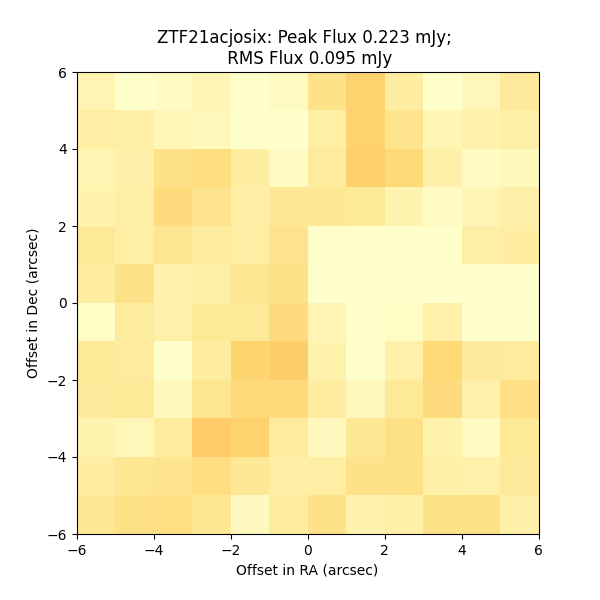 ZTF21acjosix: Peak Flux 0.223 mJy;
RMS Flux 0.095 mJy
6
4
2
0
−2
−4
−6
Offset in Dec (arcsec)
−6 −4 −2 0 2 4 6
Offset in RA (arcsec)